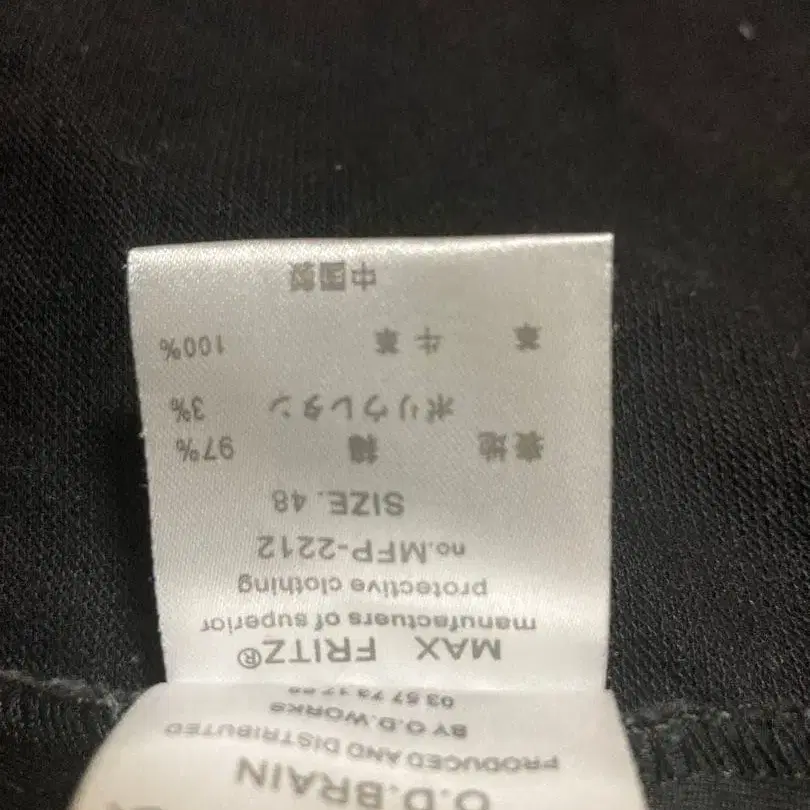 O.D.BRAIN
PRODUCED AND DISTRIBUTED
BY O.D.WORKS
MAX FRITZ®
manufactuers of superior
protective clothing
no.MFP-2212
SIZE. 48
表地 綿 97%
ポリウレタン 3%
革 牛革 100%
中国製